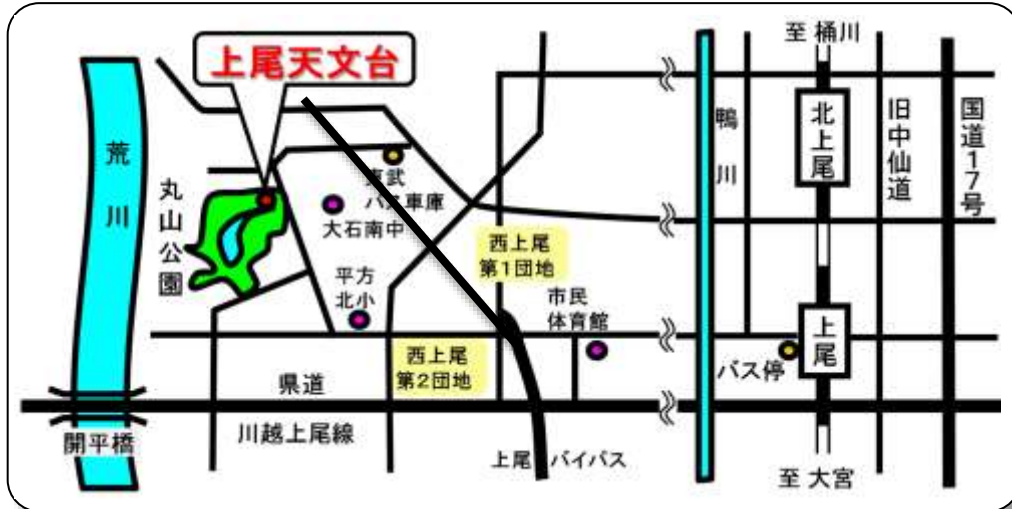 至 桶川
上尾天文台
荒川
丸山公園
東武
バス車庫
大石南中
平方
北小
西上尾
第1団地
市民
体育館
西上尾
第2団地
県道
川越上尾線
開平橋
上尾バイパス
鴨川
北上尾
旧中仙道
国道17号
上尾
バス停
至 大宮